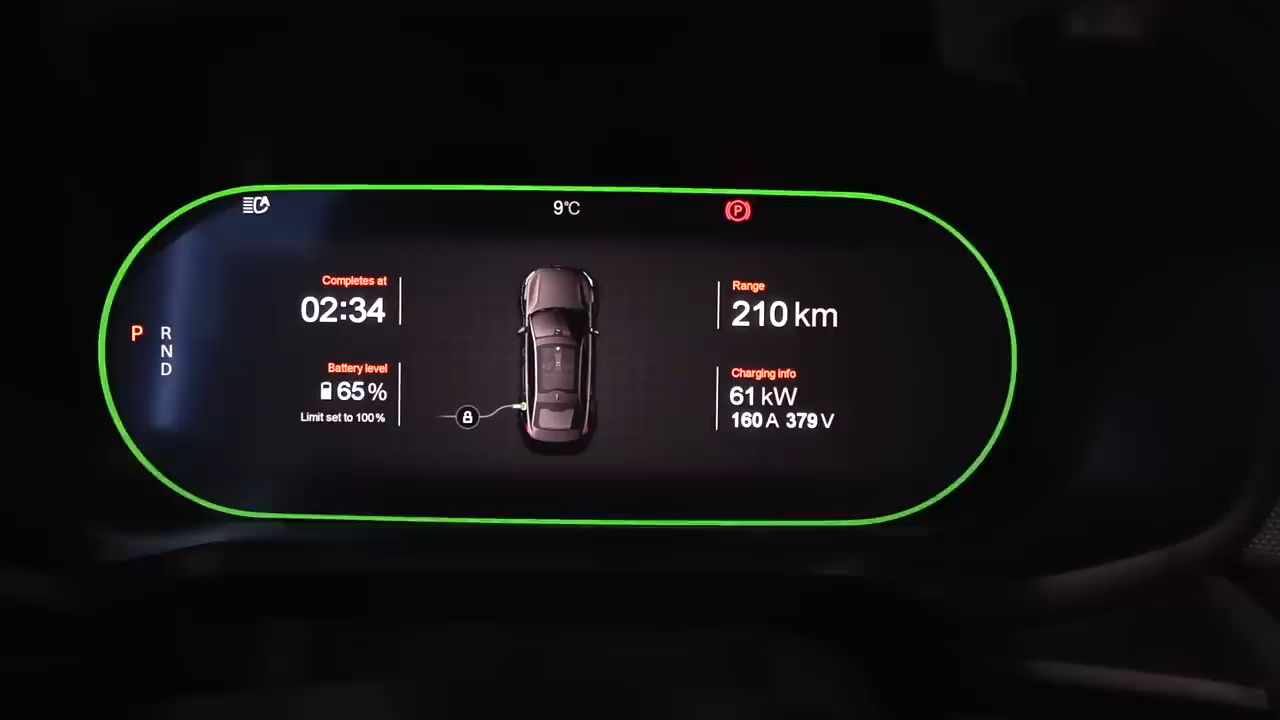 9°C
P
Completes at
02:34
Range
210 km
P
R
N
D
Battery level
65 %
Limit set to 100 %
Charging info
61 kW
160 A 379 V